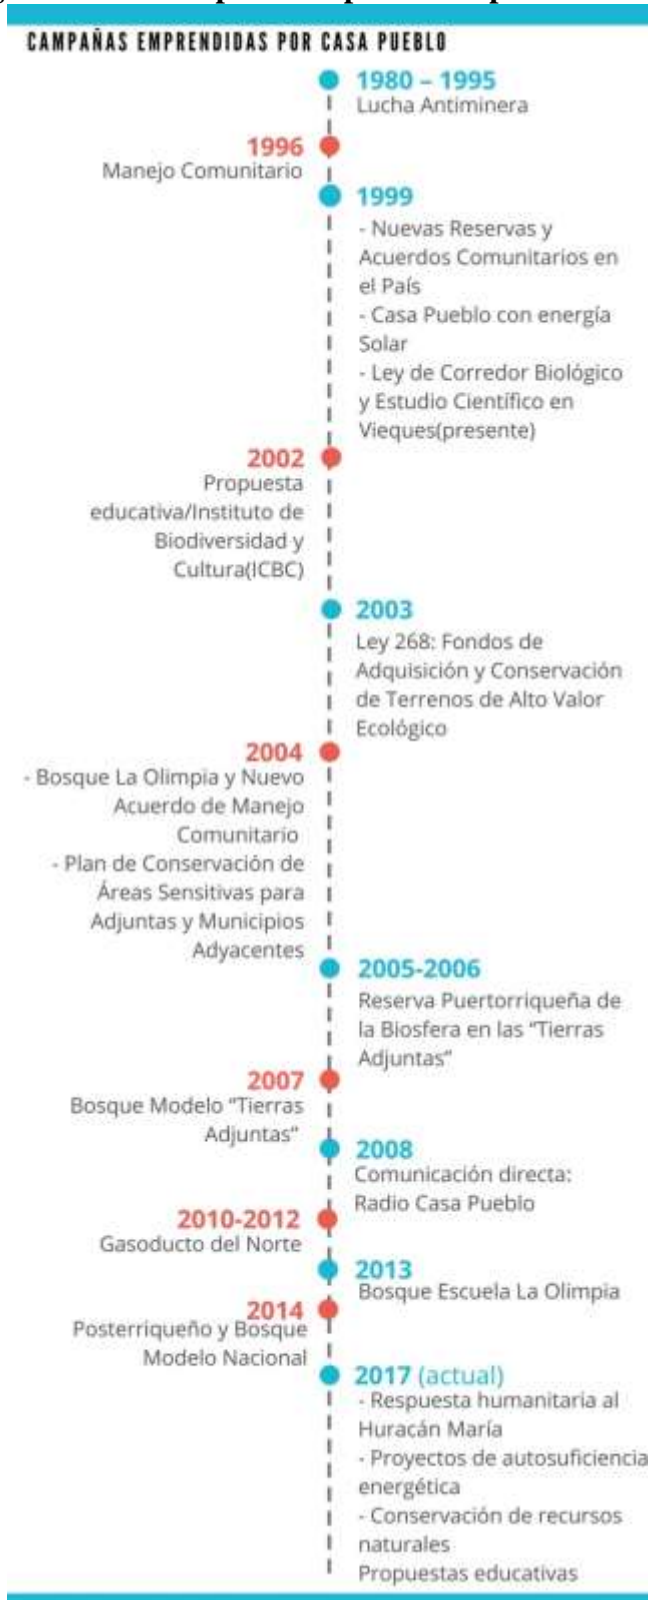 CAMPAÑAS EMPRENDIDAS POR CASA PUEBLO
1980 – 1995
Lucha Antiminera
1996
Manejo Comunitario
1999
- Nuevas Reservas y
Acuerdos Comunitarios en
el País
- Casa Pueblo con energía
Solar
- Ley de Corredor Biológico
y Estudio Científico en
Vieques(presente)
2002
Propuesta
educativa/Instituto de
Biodiversidad y
Cultura(ICBC)
2003
Ley 268: Fondos de
Adquisición y Conservación
de Terrenos de Alto Valor
Ecológico
2004
- Bosque La Olimpia y Nuevo
Acuerdo de Manejo
Comunitario
- Plan de Conservación de
Áreas Sensitivas para
Adjuntas y Municipios
Adyacentes
2005-2006
Reserva Puertorriqueña de
la Biosfera en las “Tierras
Adjuntas”
2007
Bosque Modelo “Tierras
Adjuntas”
2008
Comunicación directa:
Radio Casa Pueblo
2010-2012
Gasoducto del Norte
2013
Bosque Escuela La Olimpia
2014
Posterriqueño y Bosque
Modelo Nacional
2017 (actual)
- Respuesta humanitaria al
Huracán María
- Proyectos de autosuficiencia
energética
- Conservación de recursos
naturales
Propuestas educativas